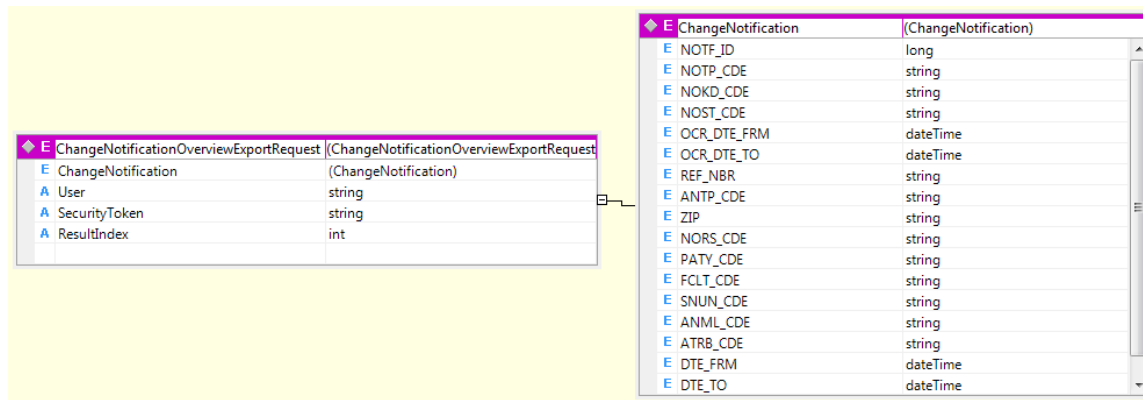 E ChangeNotificationOverviewExportRequest (ChangeNotificationOverviewExportRequest
E ChangeNotification (ChangeNotification)
A User string
A SecurityToken string
A ResultIndex int
E ChangeNotification (ChangeNotification)
E NOTF_ID long
E NOTP_CDE string
E NOKD_CDE string
E NOST_CDE string
E OCR_DTE_FRM dateTime
E OCR_DTE_TO dateTime
E REF_NBR string
E ANTP_CDE string
E ZIP string
E NORS_CDE string
E PATY_CDE string
E FCLT_CDE string
E SNUN_CDE string
E ANML_CDE string
E ATRB_CDE string
E DTE_FRM dateTime
E DTE_TO dateTime